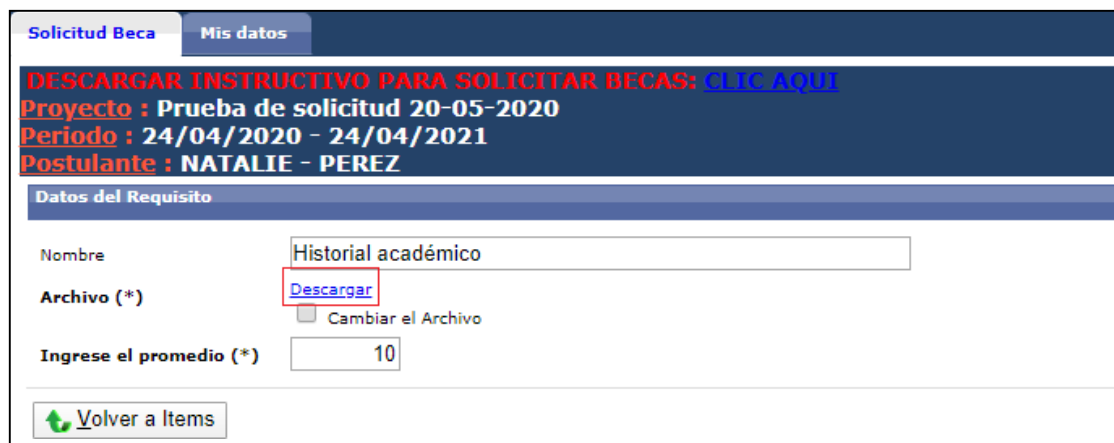 Solicitud Beca Mis datos
DESCARGAR INSTRUCTIVO PARA SOLICITAR BECAS: CLIC AQUI
Proyecto : Prueba de solicitud 20-05-2020
Periodo : 24/04/2020 - 24/04/2021
Postulante : NATALIE - PEREZ
Datos del Requisito
Nombre Historial académico
Archivo (*) Descargar
Cambiar el Archivo
Ingrese el promedio (*) 10
Volver a Items